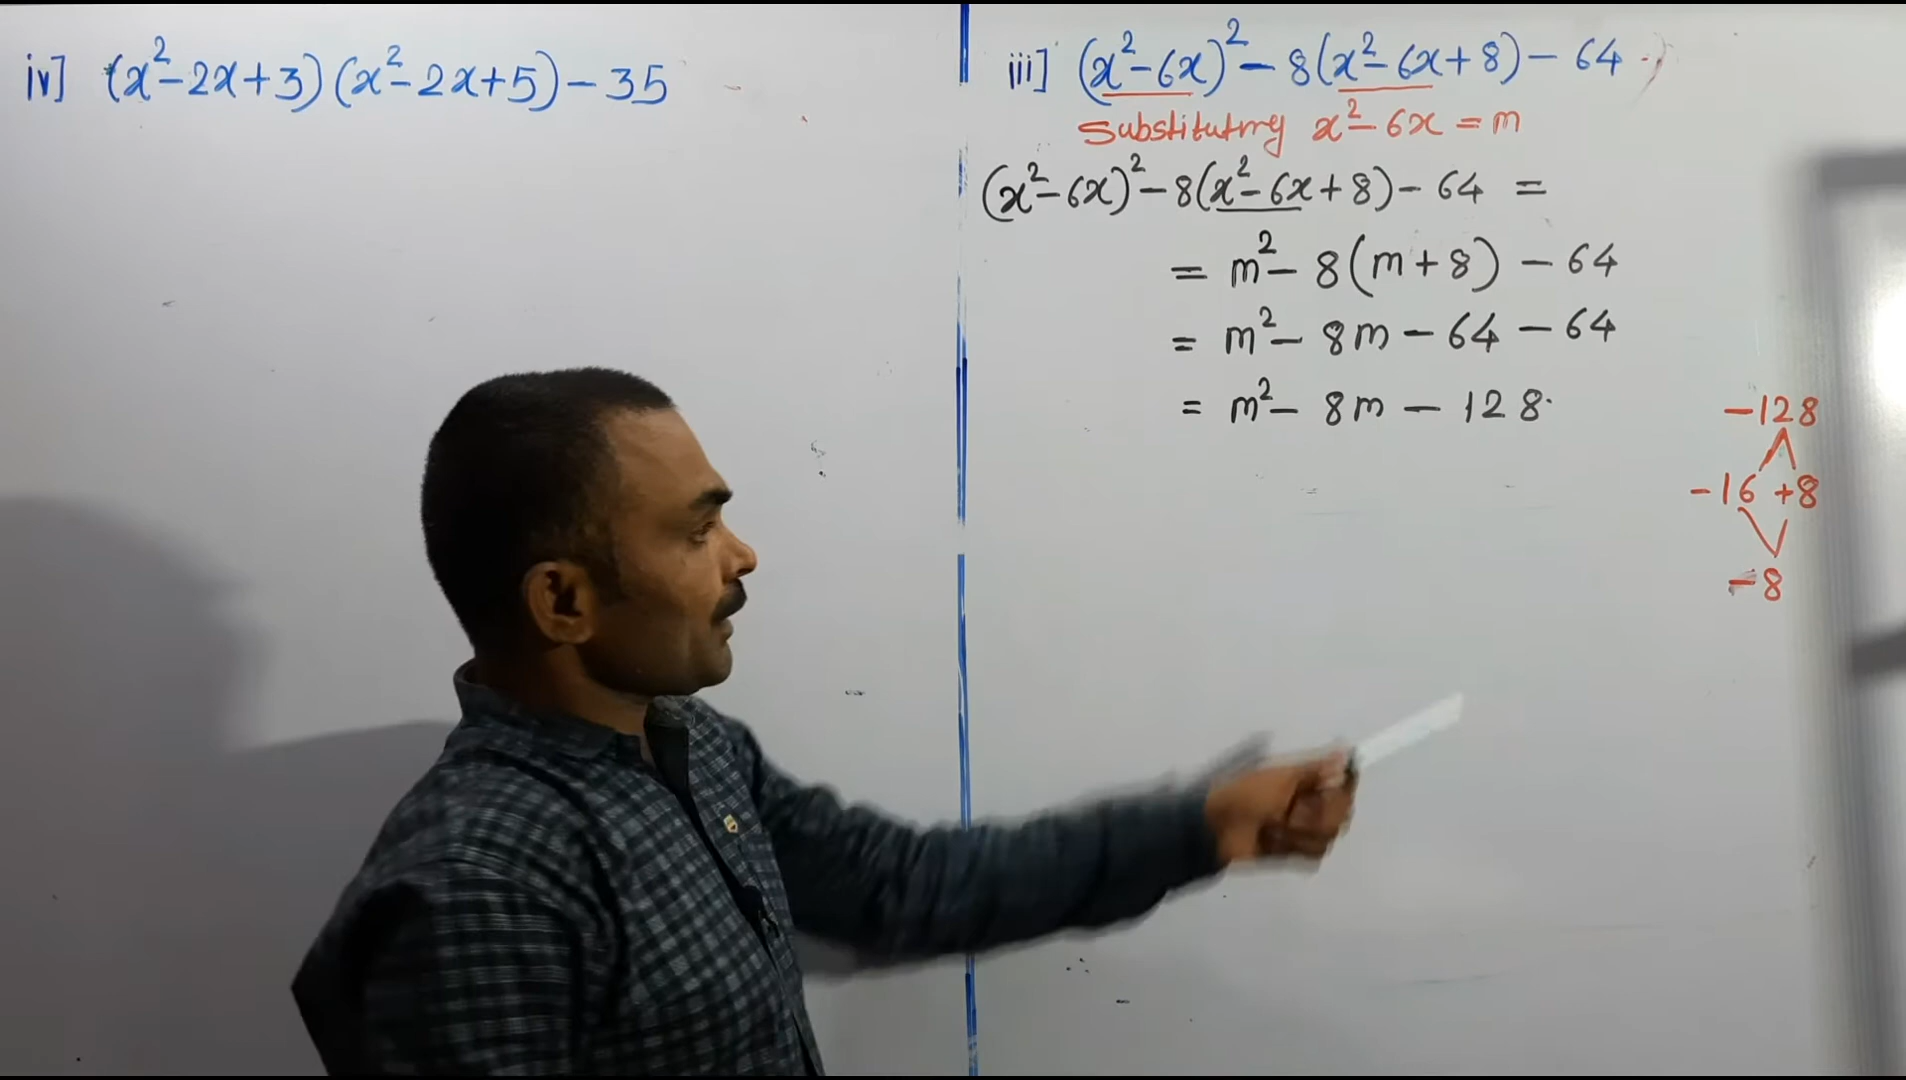 iv] (x²-2x+3)(x²-2x+5)-35
iii] (x²-6x)²-8(x²-6x+8)-64
Substituting x²-6x=m
(x²-6x)²-8(x²-6x+8)-64 =
= m²-8(m+8)-64
= m²-8m-64-64
= m²-8m-128
-128
-16 +8
-8